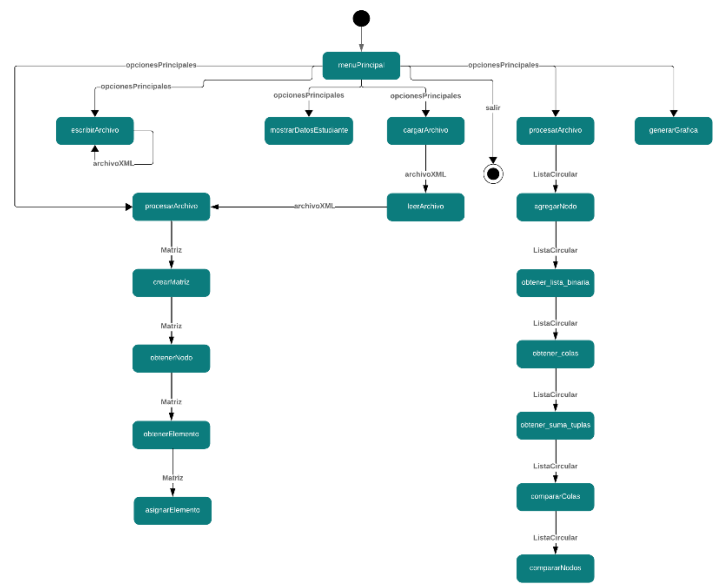 menuPrincipal
opcionesPrincipales
opcionesPrincipales
opcionesPrincipales
opcionesPrincipales
opcionesPrincipales
salir
escribirArchivo
mostrarDatosEstudiante
cargarArchivo
procesarArchivo
generarGrafica
archivoXML
archivoXML
ListaCircular
procesarArchivo
archivoXML
leerArchivo
agregarNodo
Matriz
ListaCircular
crearMatriz
obtener_lista_binaria
Matriz
ListaCircular
obtenerNodo
obtener_colas
Matriz
ListaCircular
obtenerElemento
obtener_suma_tuplas
Matriz
ListaCircular
asignarElemento
compararColas
ListaCircular
compararNodos